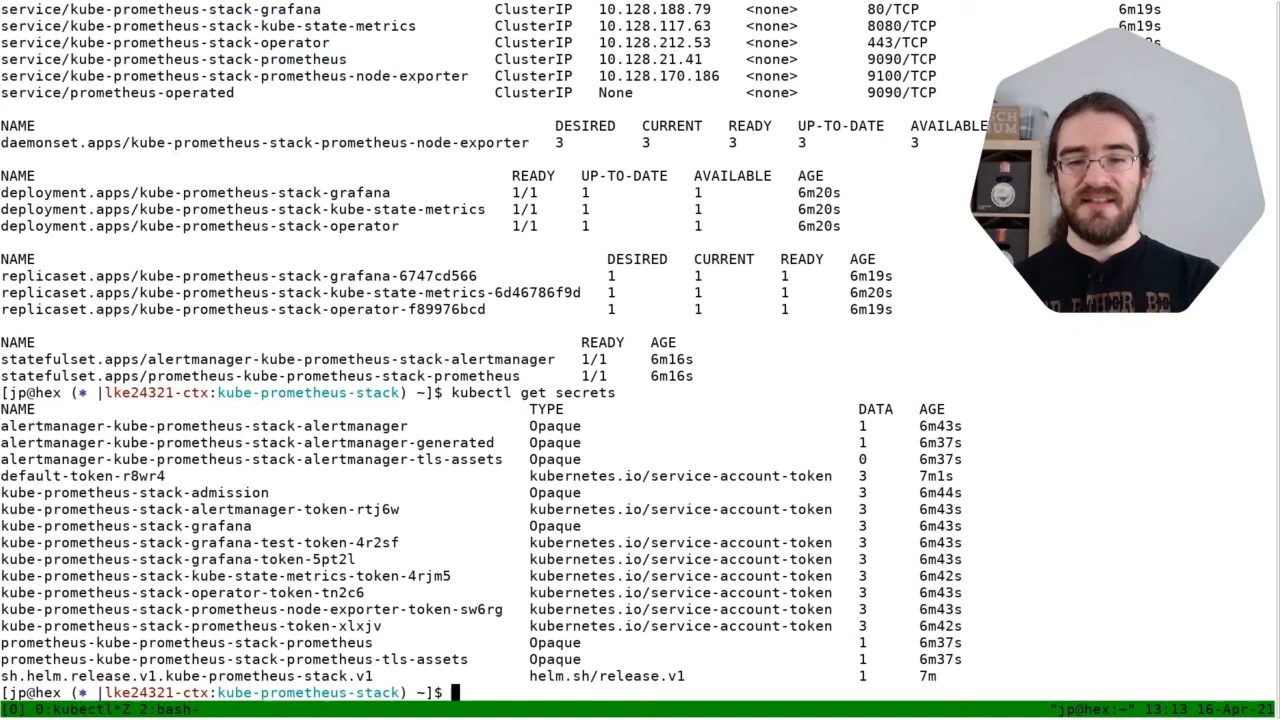 service/kube-prometheus-stack-grafana ClusterIP 10.128.188.79 <none> 80/TCP 6m19s
service/kube-prometheus-stack-kube-state-metrics ClusterIP 10.128.117.63 <none> 8080/TCP 6m19s
service/kube-prometheus-stack-operator ClusterIP 10.128.212.53 <none> 443/TCP
service/kube-prometheus-stack-prometheus ClusterIP 10.128.21.41 <none> 9090/TCP
service/kube-prometheus-stack-prometheus-node-exporter ClusterIP 10.128.170.186 <none> 9100/TCP
service/prometheus-operated ClusterIP None <none> 9090/TCP
NAME DESIRED CURRENT READY UP-TO-DATE AVAILABLE
daemonset.apps/kube-prometheus-stack-prometheus-node-exporter 3 3 3 3 3
NAME READY UP-TO-DATE AVAILABLE AGE
deployment.apps/kube-prometheus-stack-grafana 1/1 1 1 6m20s
deployment.apps/kube-prometheus-stack-kube-state-metrics 1/1 1 1 6m20s
deployment.apps/kube-prometheus-stack-operator 1/1 1 1 6m20s
NAME DESIRED CURRENT READY AGE
replicaset.apps/kube-prometheus-stack-grafana-6747cd566 1 1 1 6m19s
replicaset.apps/kube-prometheus-stack-kube-state-metrics-6d46786f9d 1 1 1 6m20s
replicaset.apps/kube-prometheus-stack-operator-f89976bcd 1 1 1 6m19s
NAME READY AGE
statefulset.apps/alertmanager-kube-prometheus-stack-alertmanager 1/1 6m16s
statefulset.apps/prometheus-kube-prometheus-stack-prometheus 1/1 6m16s
[jp@hex (* |lke24321-ctx:kube-prometheus-stack) ~]$ kubectl get secrets
NAME TYPE DATA AGE
alertmanager-kube-prometheus-stack-alertmanager Opaque 1 6m43s
alertmanager-kube-prometheus-stack-alertmanager-generated Opaque 1 6m37s
alertmanager-kube-prometheus-stack-alertmanager-tls-assets Opaque 0 6m37s
default-token-r8wr4 kubernetes.io/service-account-token 3 7m1s
kube-prometheus-stack-admission Opaque 3 6m44s
kube-prometheus-stack-alertmanager-token-rtj6w kubernetes.io/service-account-token 3 6m43s
kube-prometheus-stack-grafana Opaque 3 6m43s
kube-prometheus-stack-grafana-test-token-4r2sf kubernetes.io/service-account-token 3 6m43s
kube-prometheus-stack-grafana-token-5pt2l kubernetes.io/service-account-token 3 6m43s
kube-prometheus-stack-kube-state-metrics-token-4rjm5 kubernetes.io/service-account-token 3 6m42s
kube-prometheus-stack-operator-token-tn2c6 kubernetes.io/service-account-token 3 6m43s
kube-prometheus-stack-prometheus-node-exporter-token-sw6rg kubernetes.io/service-account-token 3 6m43s
kube-prometheus-stack-prometheus-token-xlxjv kubernetes.io/service-account-token 3 6m42s
prometheus-kube-prometheus-stack-prometheus Opaque 1 6m37s
prometheus-kube-prometheus-stack-prometheus-tls-assets Opaque 1 6m37s
sh.helm.release.v1.kube-prometheus-stack.v1 helm.sh/release.v1 1 7m
[jp@hex (* |lke24321-ctx:kube-prometheus-stack) ~]$
[0] 0:kubectl*Z 2:bash- "jp@hex:~" 13:13 16-Apr-21